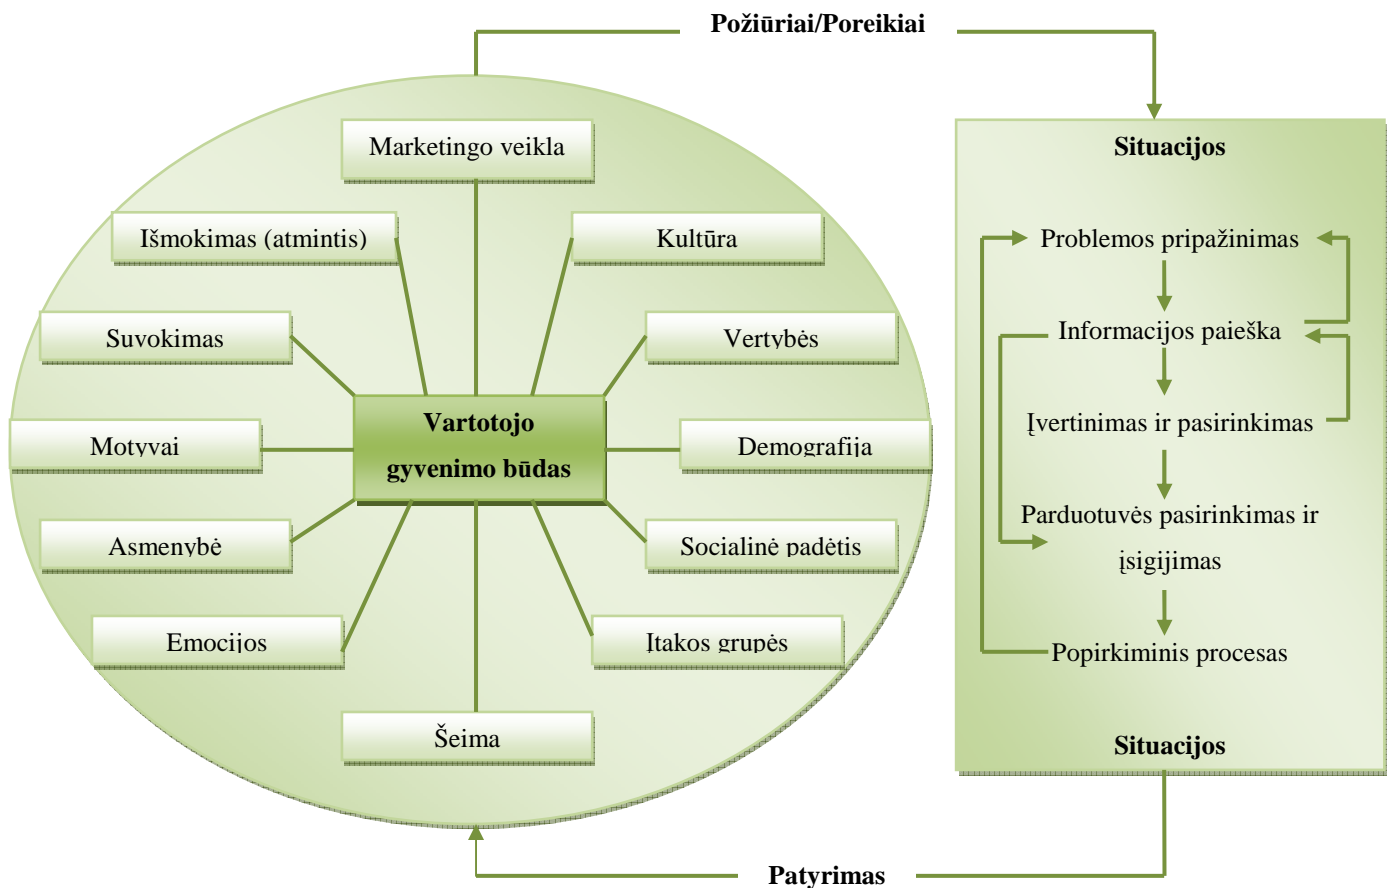 Požiūriai/Poreikiai
Marketingo veikla
Išmokimas (atmintis)
Kultūra
Suvokimas
Vertybės
Vartotojo
gyvenimo būdas
Motyvai
Demografija
Asmenybė
Socialinė padėtis
Emocijos
Įtakos grupės
Šeima
Situacijos
Problemos pripažinimas
Informacijos paieška
Įvertinimas ir pasirinkimas
Parduotuvės pasirinkimas ir
įsigijimas
Popirkiminis procesas
Situacijos
Patyrimas